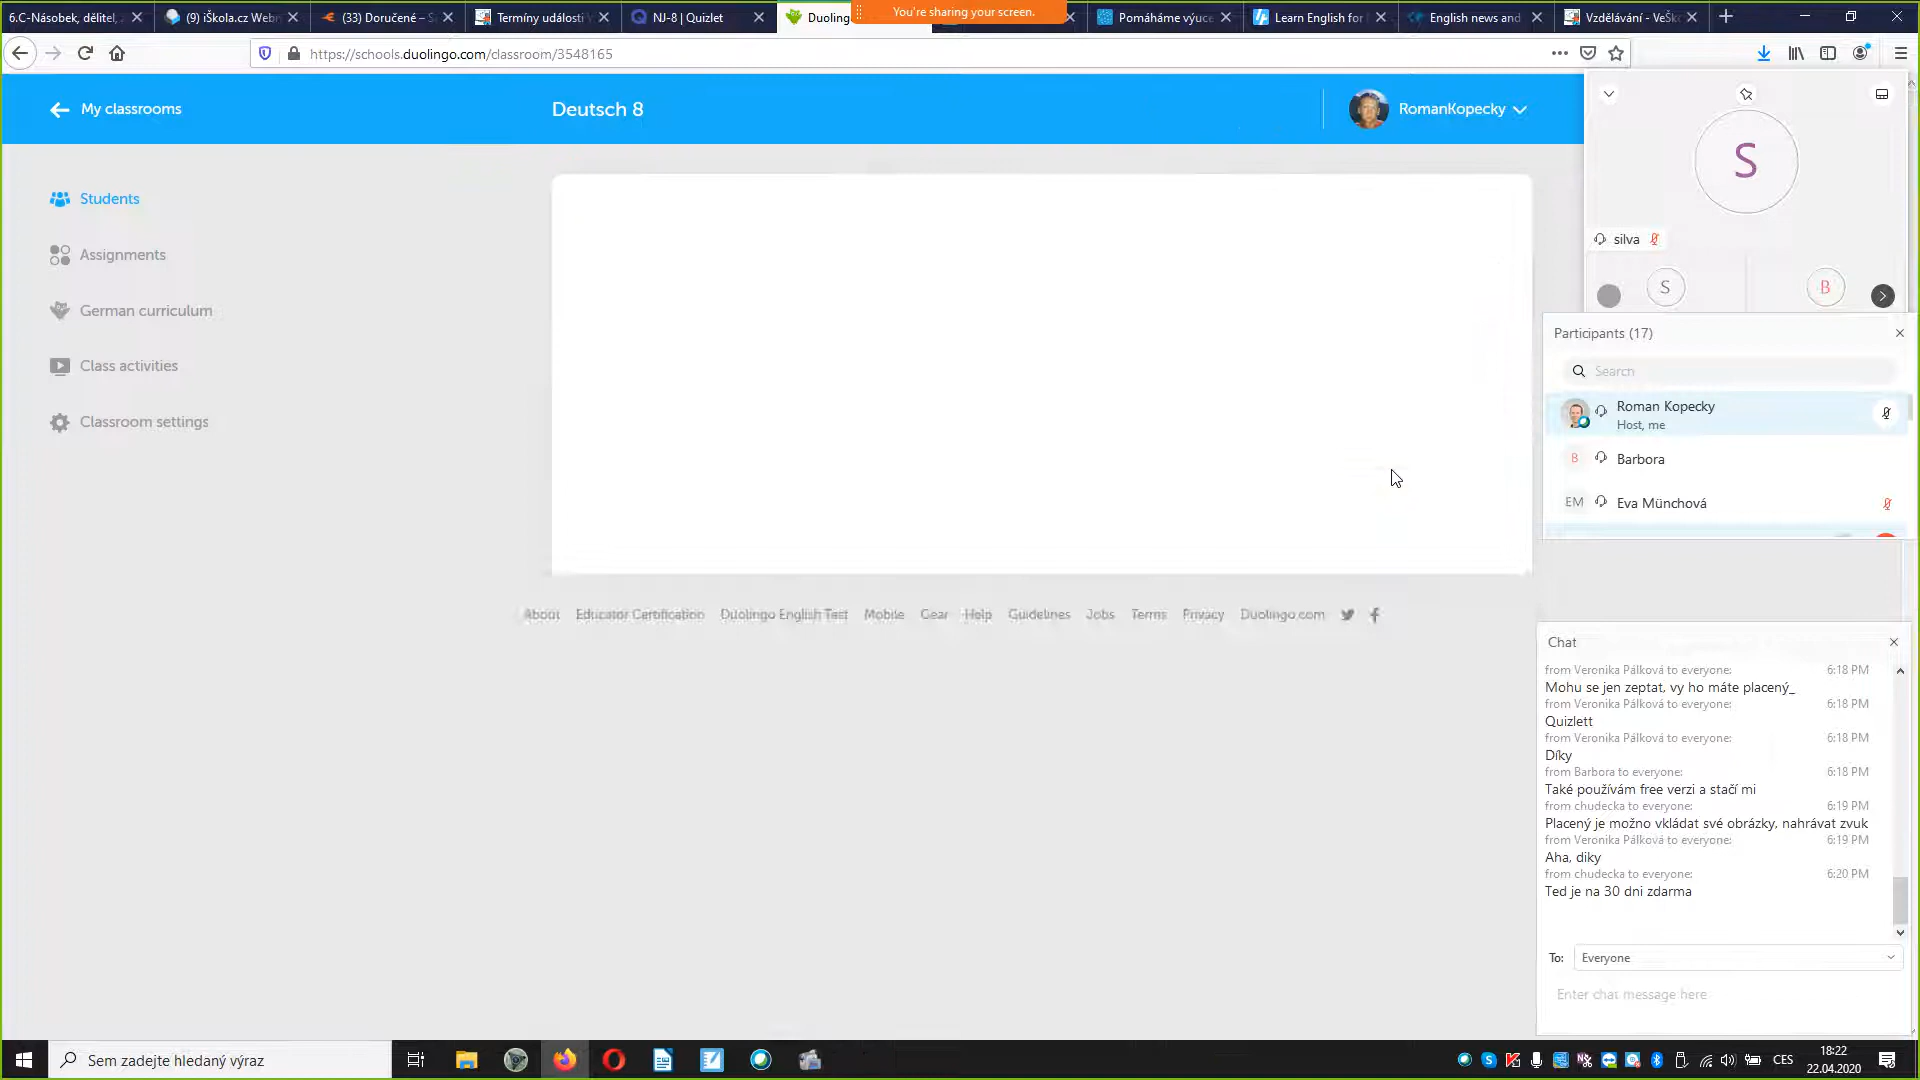 6.C-Násobek, dělitel,
(9) iŠkola.cz Webn
(33) Doručené – S
Termíny události
NJ-8 | Quizlet
Duoling
You're sharing your screen.
Pomáháme výuce
Learn English for
English news and
Vzdělávání - VeŠk
https://schools.duolingo.com/classroom/3548165
My classrooms
Deutsch 8
RomanKopecky
Students
Assignments
German curriculum
Class activities
Classroom settings
About Educator Certification Duolingo English Test Mobile Gear Help Guidelines Jobs Terms Privacy Duolingo.com
S
silva
S
B
Participants (17)
Search
Roman Kopecky
Host, me
B Barbora
EM Eva Münchová
Chat
from Veronika Pálková to everyone: 6:18 PM
Mohu se jen zeptat, vy ho máte placený_
from Veronika Pálková to everyone: 6:18 PM
Quizlett
from Veronika Pálková to everyone: 6:18 PM
Díky
from Barbora to everyone: 6:18 PM
Také používám free verzi a stačí mi
from chudecka to everyone: 6:19 PM
Placený je možno vkládat své obrázky, nahrávat zvuk
from Veronika Pálková to everyone: 6:19 PM
Aha, diky
from chudecka to everyone: 6:20 PM
Ted je na 30 dni zdarma
To: Everyone
Enter chat message here
Sem zadejte hledaný výraz
CES
18:22
22.04.2020